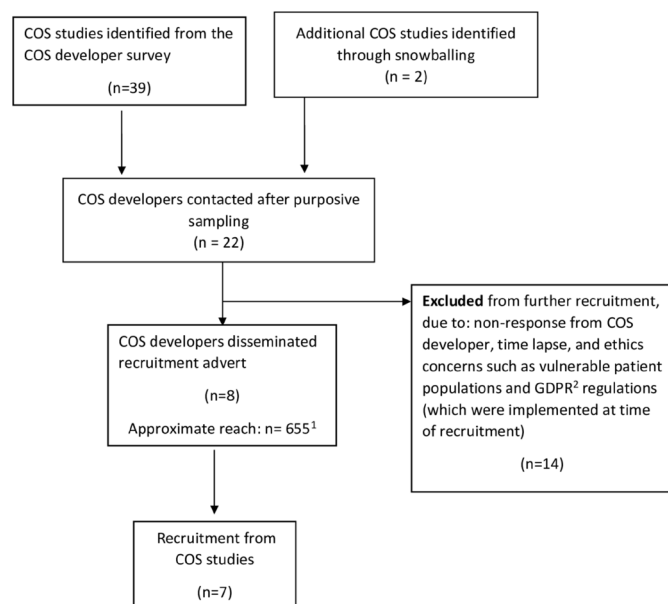 COS studies identified from the
COS developer survey
(n=39)
Additional COS studies identified
through snowballing
(n = 2)
COS developers contacted after purposive
sampling
(n = 22)
Excluded from further recruitment,
due to: non-response from COS
developer, time lapse, and ethics
concerns such as vulnerable patient
populations and GDPR² regulations
(which were implemented at time
of recruitment)
(n=14)
COS developers disseminated
recruitment advert
(n=8)
Approximate reach: n= 655¹
Recruitment from
COS studies
(n=7)